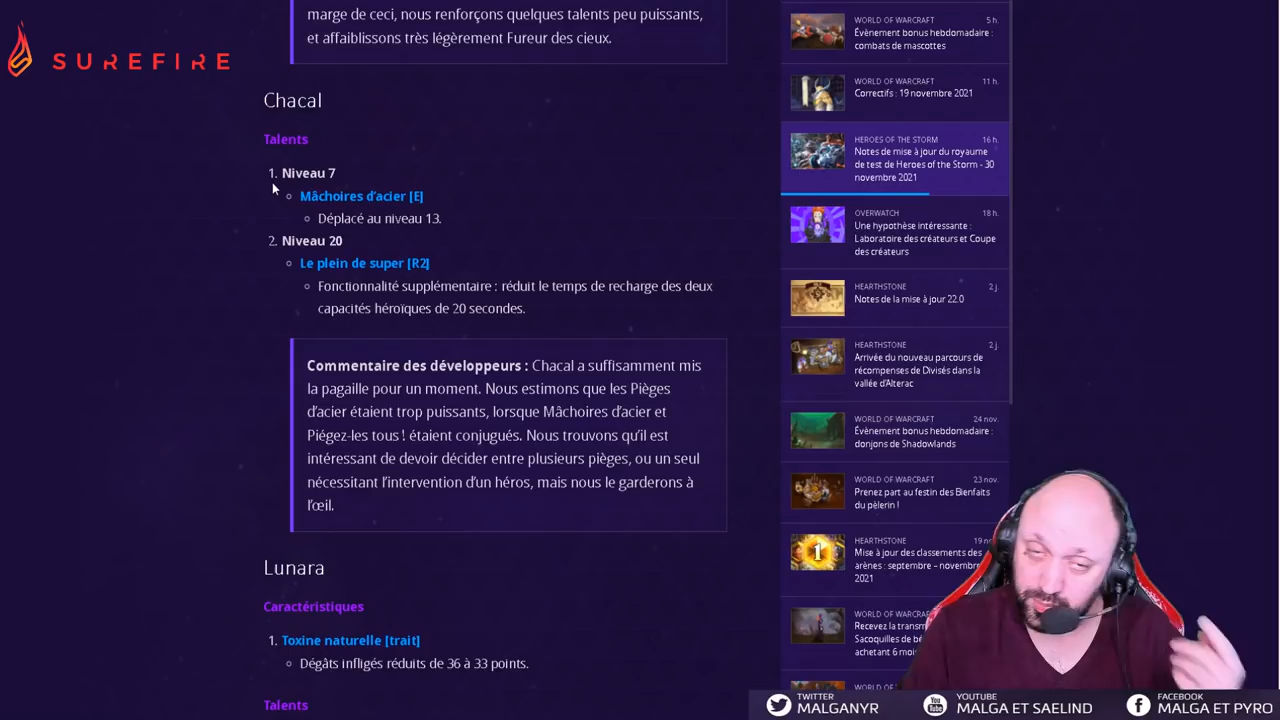 marge de ceci, nous renforçons quelques talents peu puissants,
et affaiblissons très légèrement Fureur des cieux.
SUREFIRE
Chacal
Talents
1. Niveau 7
Mâchoires d'acier [E]
Déplacé au niveau 13.
2. Niveau 20
Le plein de super [R2]
Fonctionnalité supplémentaire : réduit le temps de recharge des deux
capacités héroïques de 20 secondes.
Commentaire des développeurs : Chacal a suffisamment mis
la pagaille pour un moment. Nous estimons que les Pièges
d'acier étaient trop puissants, lorsque Mâchoires d'acier et
Piégez-les tous ! étaient conjugués. Nous trouvons qu'il est
intéressant de devoir décider entre plusieurs pièges, ou un seul
nécessitant l'intervention d'un héros, mais nous le garderons à
l'œil.
Lunara
Caractéristiques
1. Toxine naturelle [trait]
Dégâts infligés réduits de 36 à 33 points.
Talents
WORLD OF WARCRAFT 5 h.
Évènement bonus hebdomadaire :
combats de mascottes
WORLD OF WARCRAFT 11 h.
Correctifs : 19 novembre 2021
HEROES OF THE STORM 16 h.
Notes de mise à jour du royaume
de test de Heroes of the Storm - 30
novembre 2021
OVERWATCH 18 h.
Une hypothèse intéressante :
Laboratoire des créateurs et Coupe
des créateurs
HEARTHSTONE 2 j.
Notes de la mise à jour 22.0
HEARTHSTONE 2 j.
Arrivée du nouveau parcours de
récompenses de Divisés dans la
vallée d'Alterac
WORLD OF WARCRAFT 24 nov.
Évènement bonus hebdomadaire :
donjons de Shadowlands
WORLD OF WARCRAFT 23 nov.
Prenez part au festin des Bienfaits
du pèlerin !
HEARTHSTONE 19
1
Mise à jour des classements des
arènes : septembre – novembre
2021
WORLD OF
Recevez la
Sacoquilles de
achetant 6
WORLD OF
TWITTER
MALGANYR
YOUTUBE
MALGA ET SAELIND
FACEBOOK
MALGA ET PYRO